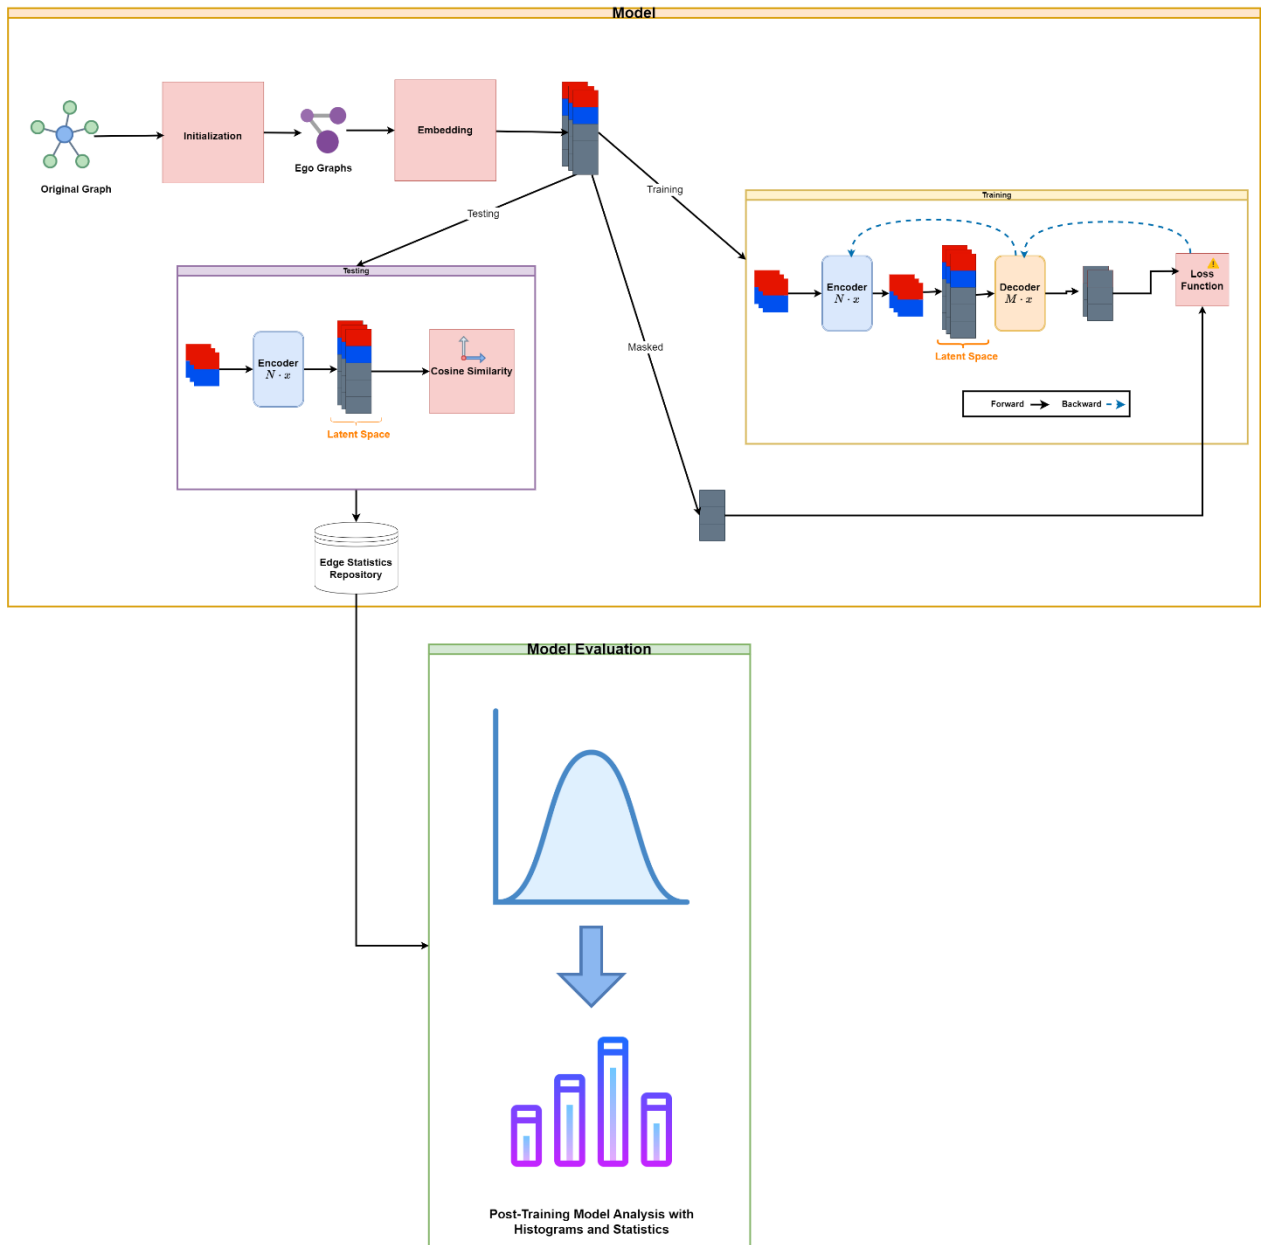 Model
Initialization
Embedding
Original Graph
Ego Graphs
Testing
Training
Masked
Training
Encoder
N · x
Decoder
M · x
Loss
Function
Latent Space
Forward
Backward
Testing
Encoder
N · x
Cosine Similarity
Latent Space
Edge Statistics
Repository
Model Evaluation
Post-Training Model Analysis with
Histograms and Statistics